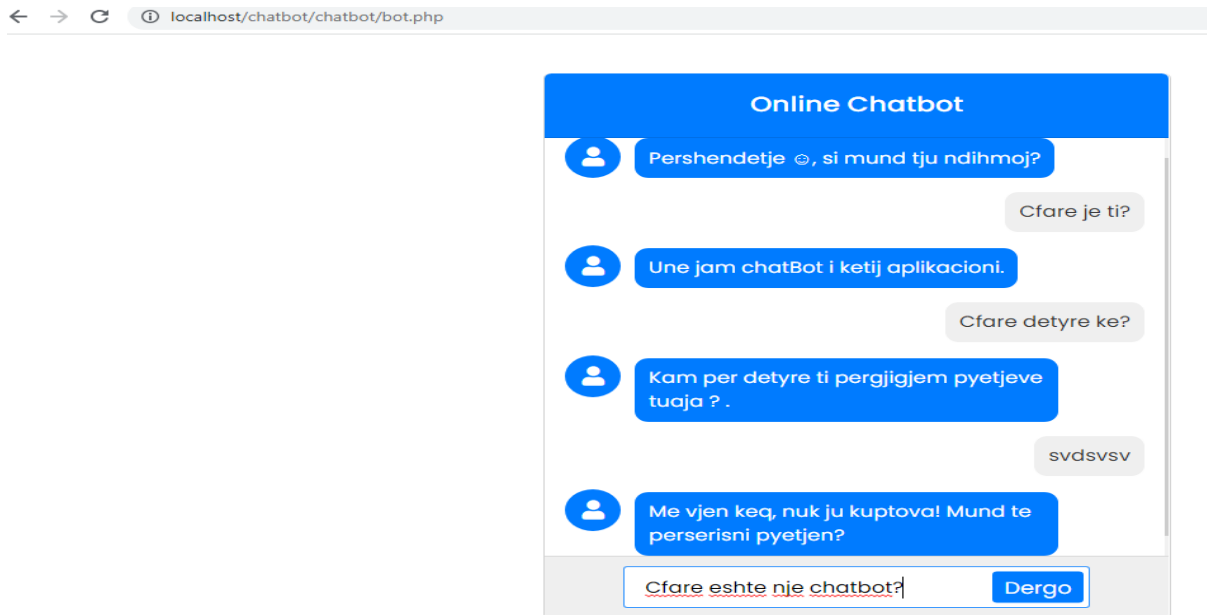 localhost/chatbot/chatbot/bot.php
Online Chatbot
Pershendetje ☺, si mund tju ndihmoj?
Cfare je ti?
Une jam chatBot i ketij aplikacioni.
Cfare detyre ke?
Kam per detyre ti pergjigjem pyetjeve
tuaja ? .
svdsvsv
Me vjen keq, nuk ju kuptova! Mund te
perserisni pyetjen?
Cfare eshte nje chatbot?
Dergo